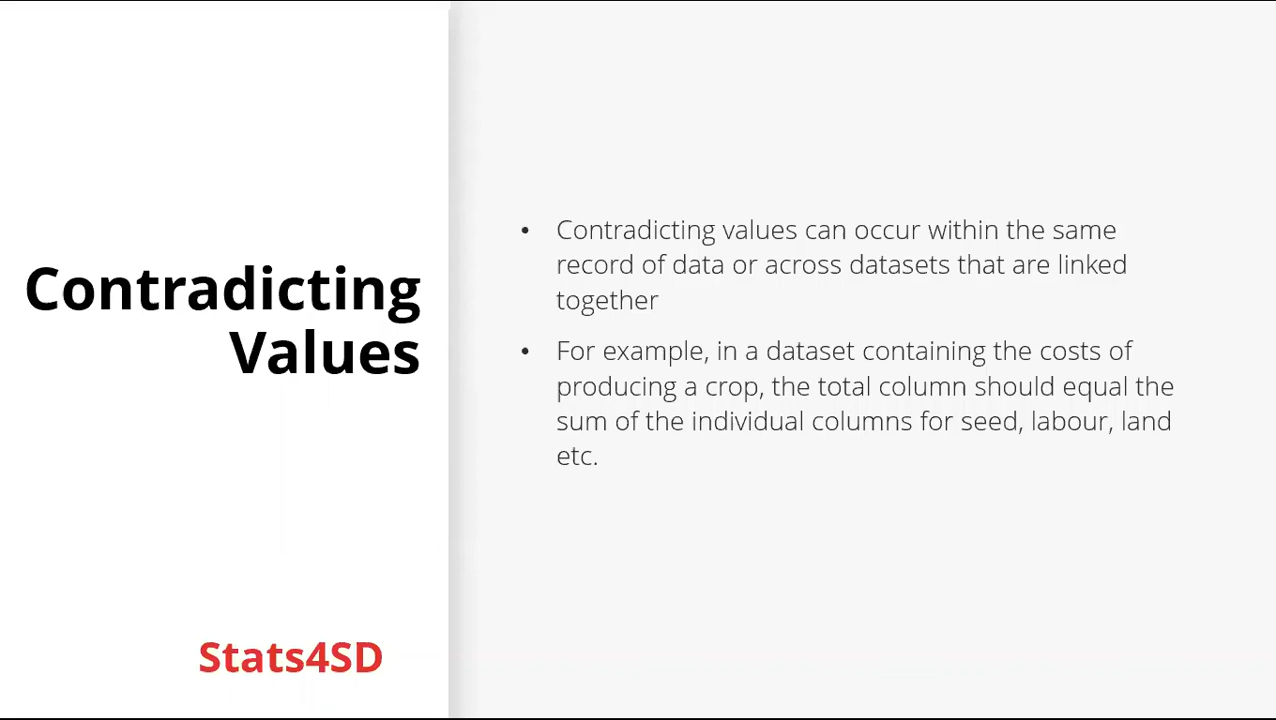 Contradicting
Values
• Contradicting values can occur within the same
record of data or across datasets that are linked
together
• For example, in a dataset containing the costs of
producing a crop, the total column should equal the
sum of the individual columns for seed, labour, land
etc.
Stats4SD